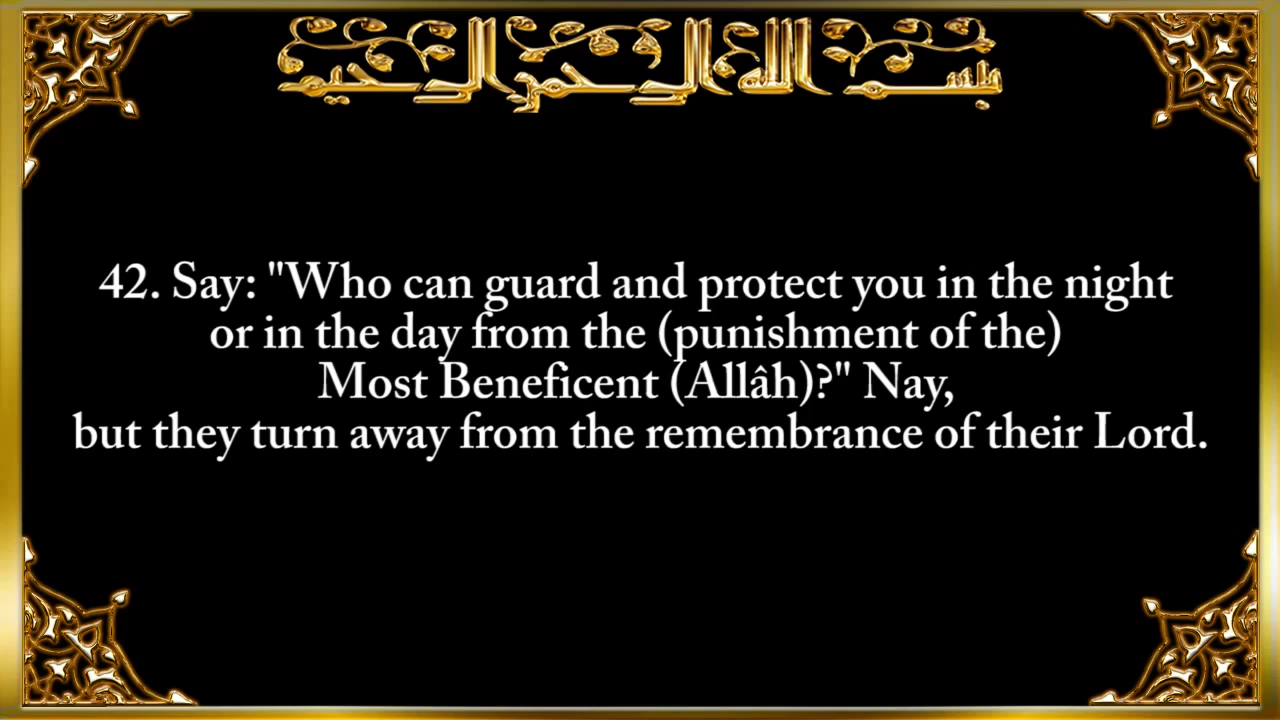 بسم الله الرحمن الرحيم
42. Say: "Who can guard and protect you in the night
or in the day from the (punishment of the)
Most Beneficent (Allâh)?" Nay,
but they turn away from the remembrance of their Lord.